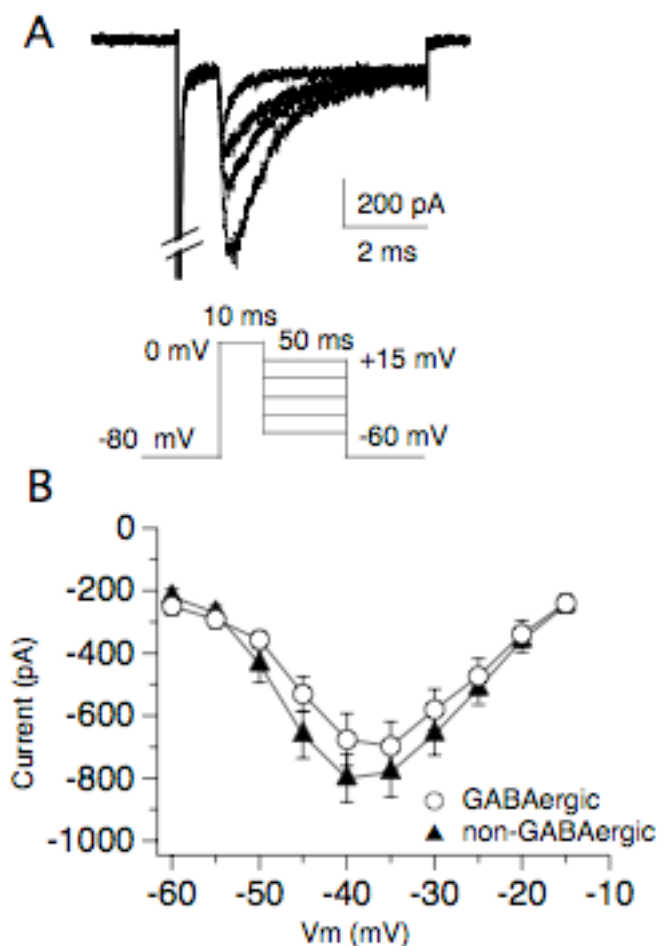 A
200 pA
2 ms
10 ms
50 ms
0 mV
+15 mV
-80 mV
-60 mV
B
0
-200
-400
-600
-800
-1000
Current (pA)
GABAergic
non-GABAergic
-60 -50 -40 -30 -20 -10
Vm (mV)